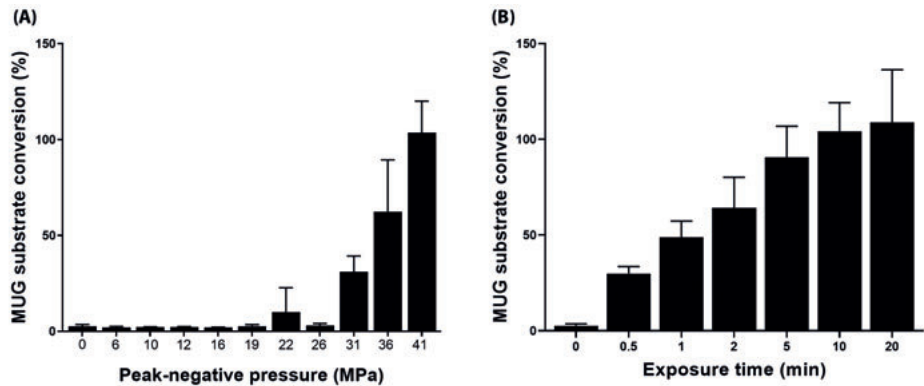 (A)
MUG substrate conversion (%)
150
100
50
0
0 6 10 12 16 19 22 26 31 36 41
Peak-negative pressure (MPa)
(B)
MUG substrate conversion (%)
150
100
50
0
0 0.5 1 2 5 10 20
Exposure time (min)